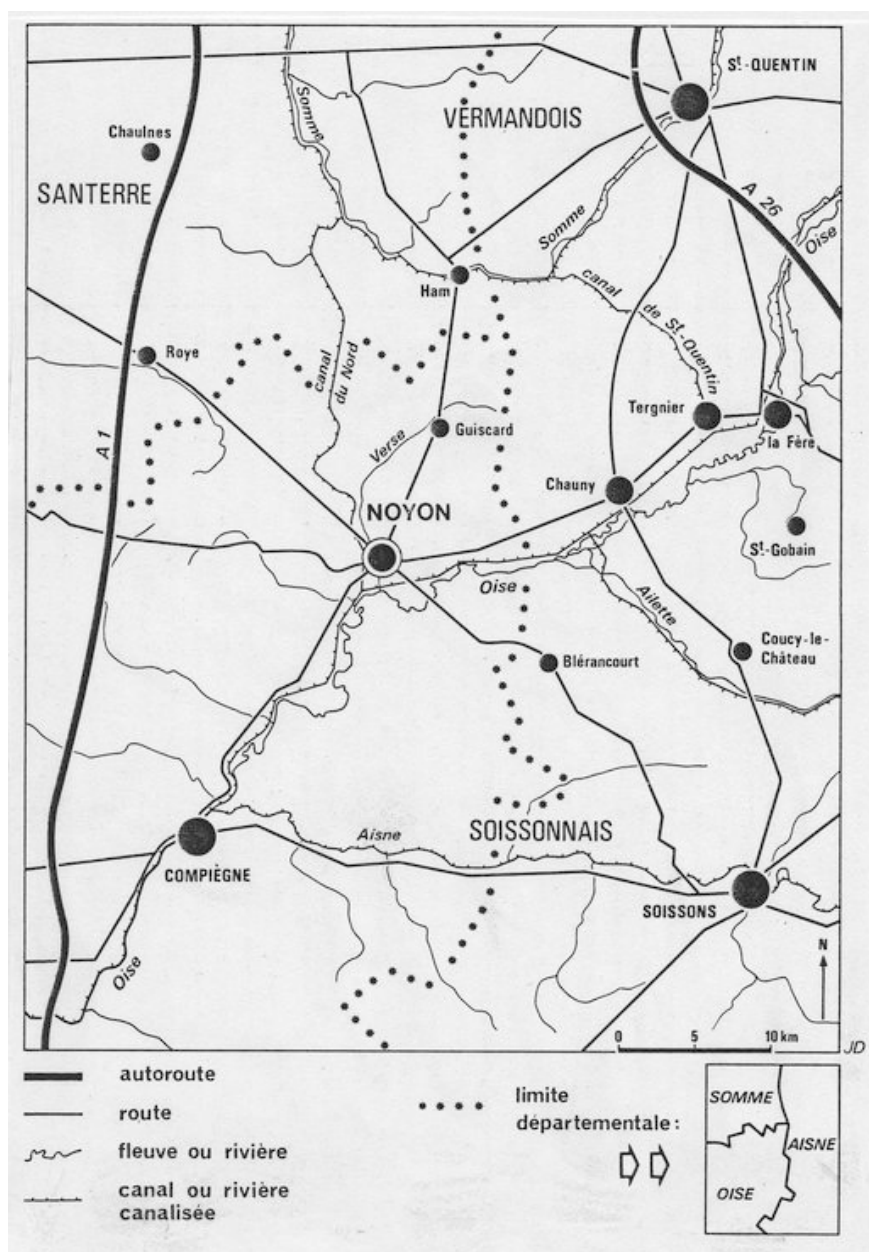 St-QUENTIN
Somme
VERMANDOIS
Chaulnes
SANTERRE
A 26
Oise
Somme
Ham
canal
de St-Quentin
canal
du Nord
Roye
Tergnier
la Fère
Guiscard
Verse
A 1
Chauny
NOYON
St-Gobain
Oise
Ailette
Coucy-le-
Château
Blérancourt
Aisne
SOISSONNAIS
COMPIÈGNE
SOISSONS
N
Oise
0 5 10 km
JD
autoroute
route
fleuve ou rivière
canal ou rivière
canalisée
limite
départementale :
SOMME
AISNE
OISE